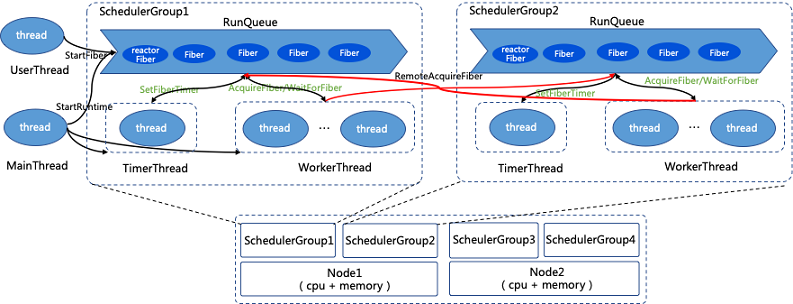 SchedulerGroup1
RunQueue
thread
UserThread
StartFiber
reactor
Fiber
Fiber
Fiber
Fiber
Fiber
SetFiberTimer
AcquireFiber/WaitForFiber
StartRuntime
thread
MainThread
thread
TimerThread
thread
...
thread
WorkerThread
RemoteAcquireFiber
SchedulerGroup2
RunQueue
reactor
Fiber
Fiber
Fiber
Fiber
Fiber
SetFiberTimer
AcquireFiber/WaitForFiber
thread
TimerThread
thread
...
thread
WorkerThread
SchedulerGroup1
SchedulerGroup2
ScheulerGroup3
SchedulerGroup4
Node1
( cpu + memory )
Node2
( cpu + memory )